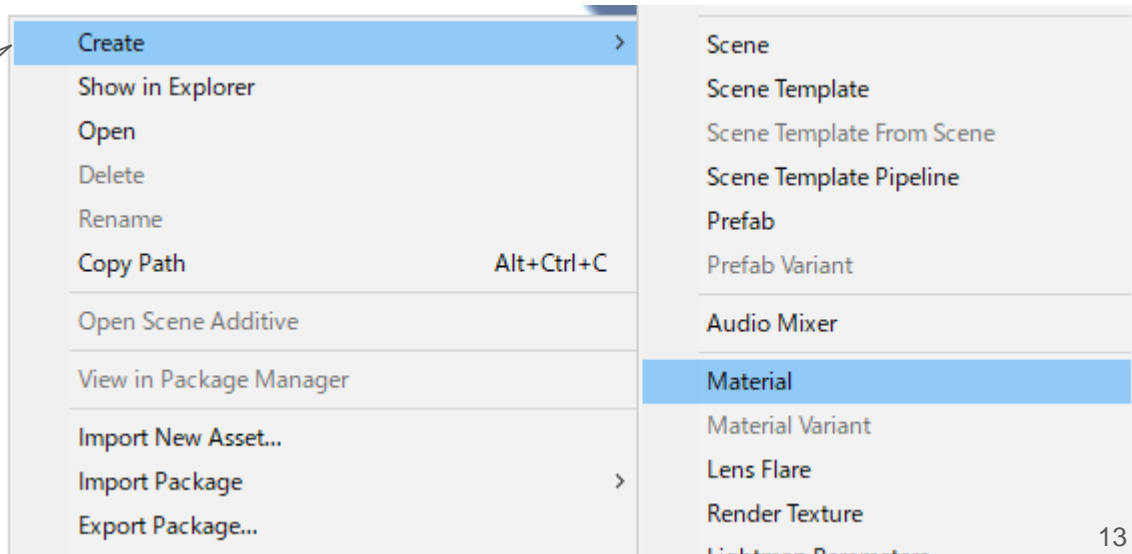 Create >
Show in Explorer
Open
Delete
Rename
Copy Path Alt+Ctrl+C
Open Scene Additive
View in Package Manager
Import New Asset...
Import Package >
Export Package...
Scene
Scene Template
Scene Template From Scene
Scene Template Pipeline
Prefab
Prefab Variant
Audio Mixer
Material
Material Variant
Lens Flare
Render Texture
13